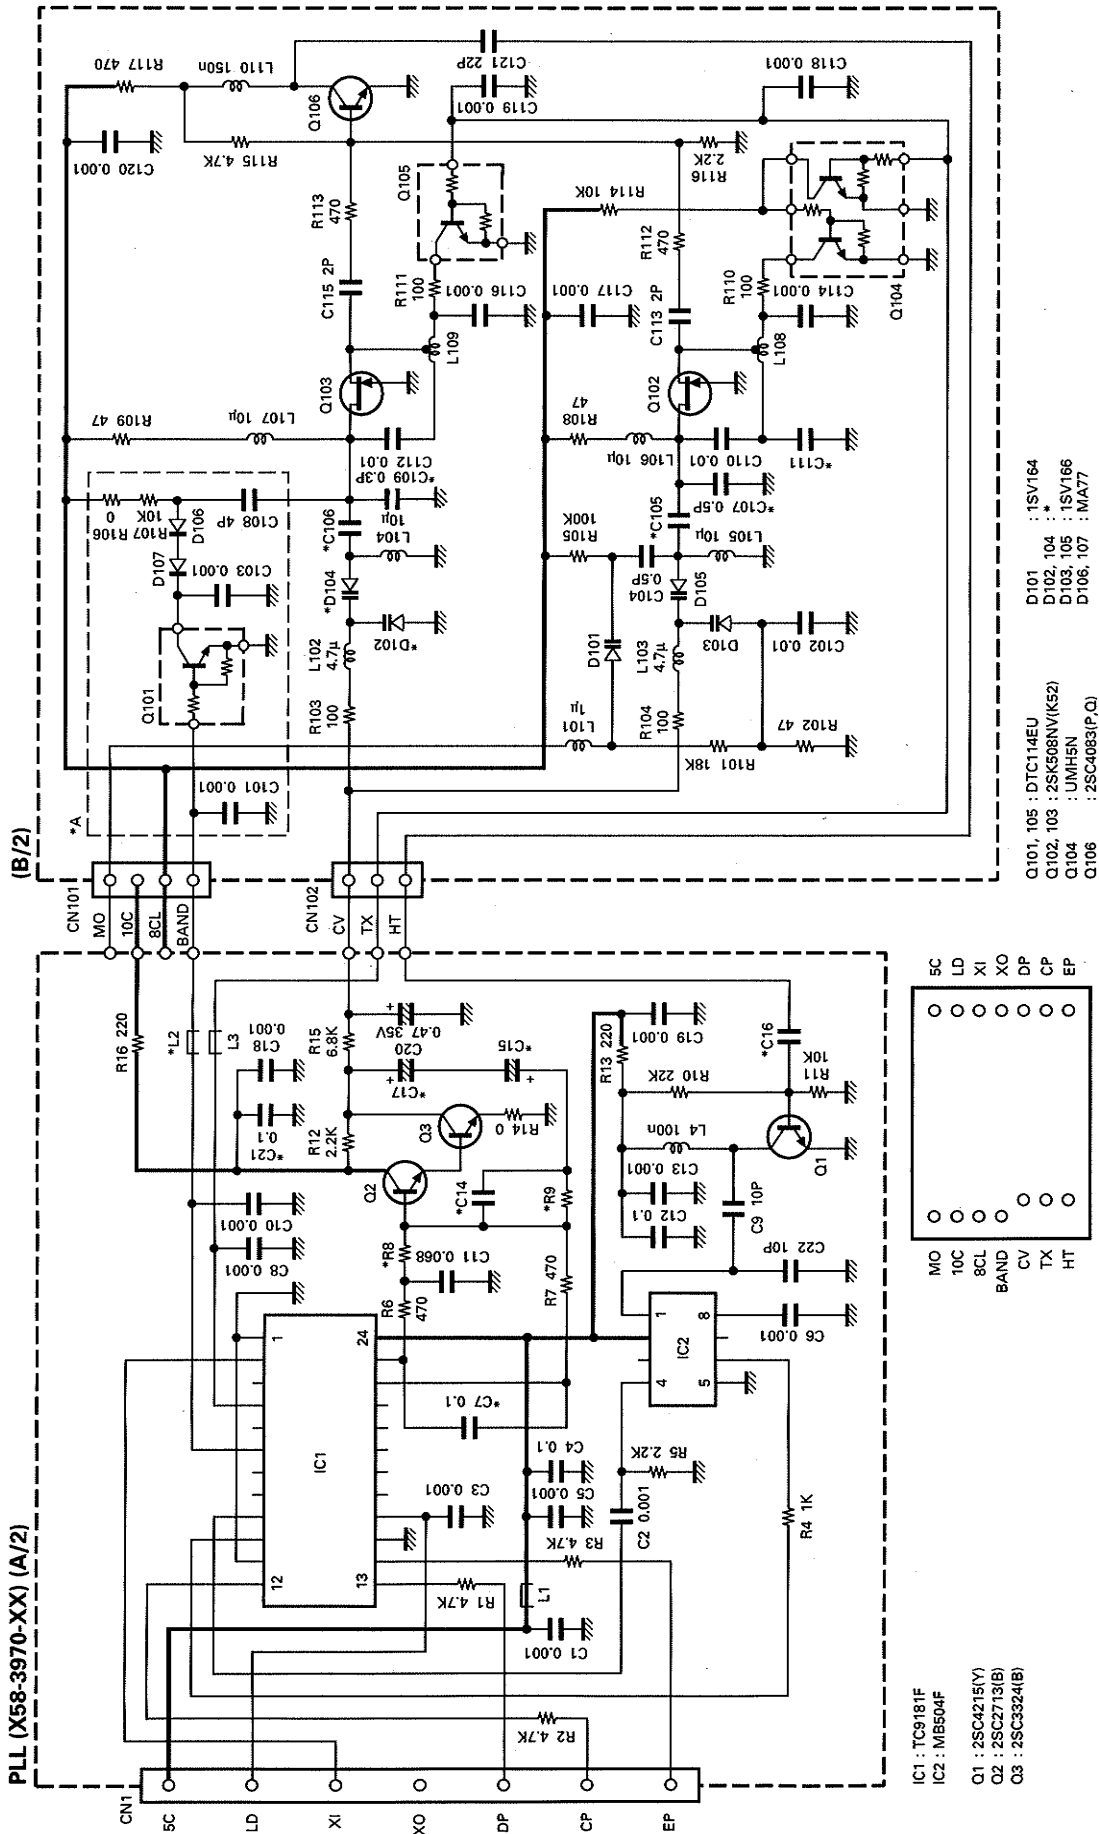 (B/2)
PLL (X58-3970-XX) (A/2)
R117 470
L110 150n
C120 0.001
R115 4.7K
Q106
C121 22P
C119 0.001
C118 0.001
Q105
R113
470
C115 2P
R111
100
C116 0.001
L109
R114 10K
R116
2.2K
R112
470
C117 0.001
C113 2P
R110
100
C114 0.001
L108
Q104
Q103
Q102
R109 47
L107 10μ
C112 0.01
*C109 0.3P
R108
47
L106 10μ
C110 0.01
*C111
R106
0
R107
10K
D106
D107
C108 4P
C103 0.001
*C106
L104
10μ
*D104
*D102
L102
4.7μ
R103
100
Q101
C101 0.001
*A
R105
100K
*C105
*C107 0.5P
L105 10μ
C104
0.5P
D105
D103
D101
L103
4.7μ
C102 0.01
L101
1μ
R104
100
R101 18K
R102 47
CN101
MO
10C
8CL
BAND
CN102
CV
TX
HT
D101 : 1SV164
D102, 104 : *
D103, 105 : 1SV166
D106, 107 : MA77
Q101, 105 : DTC114EU
Q102, 103 : 2SK508NV(K52)
Q104 : UMH5N
Q106 : 2SC4083(P,Q)
R16 220
*L2
L3
C18
0.001
*C21
0.1
R15
6.8K
C20
0.47 35V
*C17
*C15
R12
2.2K
Q3
R14 0
Q2
*C14
*R9
C10 0.001
C8 0.001
*R8
C11 0.068
R6
470
R7 470
R13 220
C19
0.001
R10 22K
*C16
R11
10K
L4 100n
Q1
C13 0.001
C12 0.1
C9 10P
C22 10P
C6 0.001
1
24
IC1
12
13
1
8
IC2
4
5
*C7 0.1
C3 0.001
C4 0.1
C5 0.001
R3 4.7K
R5 2.2K
C2 0.001
R4 1K
R1 4.7K
L1
C1 0.001
R2 4.7K
CN1
5C
LD
XI
XO
DP
CP
EP
MO
10C
8CL
BAND
CV
TX
HT
5C
LD
XI
XO
DP
CP
EP
IC1 : TC9181F
IC2 : MB504F
Q1 : 2SC4215(Y)
Q2 : 2SC2713(B)
Q3 : 2SC3324(B)